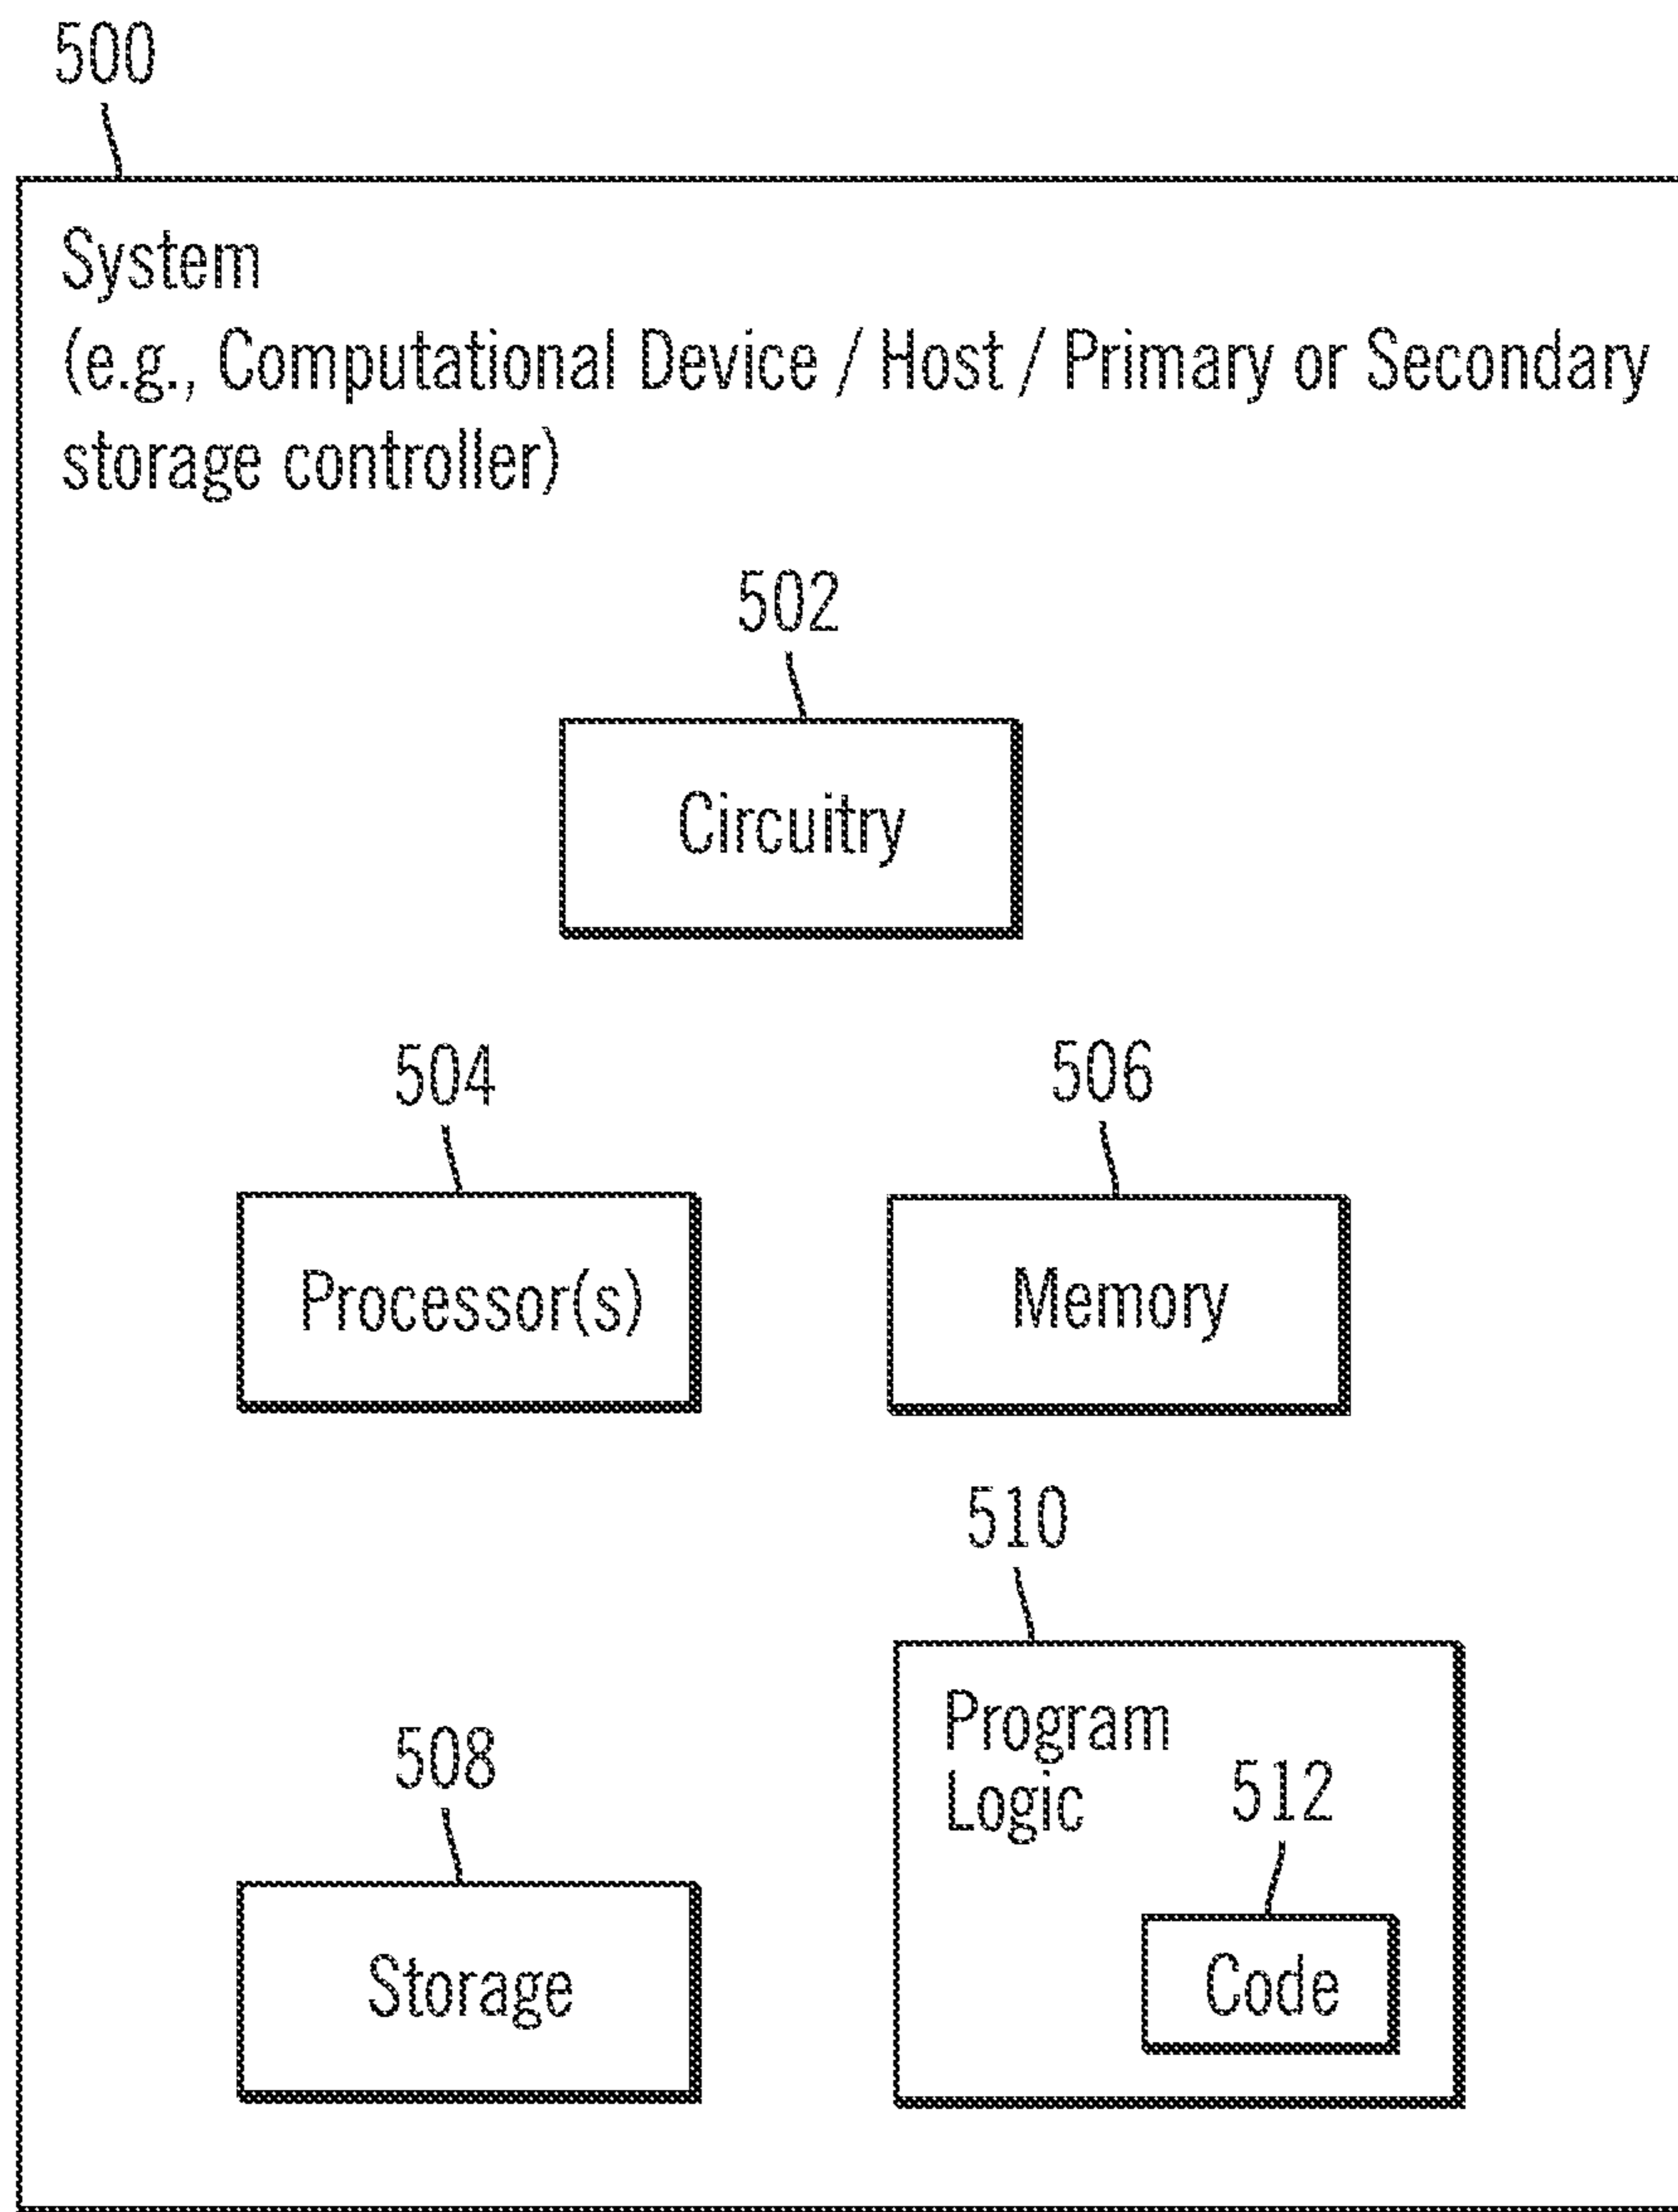 500
System
(e.g., Computational Device / Host / Primary or Secondary
storage controller)
502
Circuitry
504
506
Processor(s)
Memory
510
Program
Logic
508
512
Storage
Code